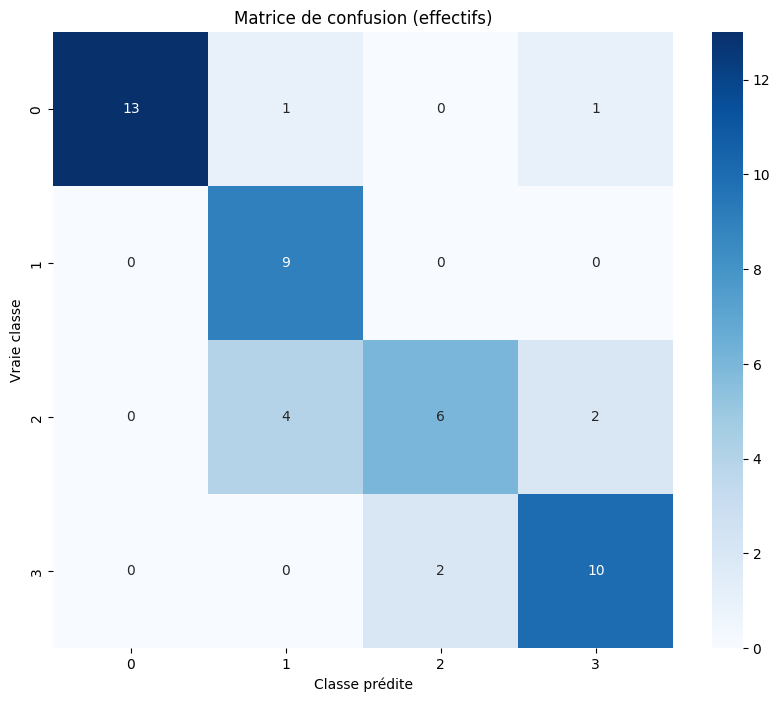 Matrice de confusion (effectifs)
0 13 1 0 1
1 0 9 0 0
2 0 4 6 2
3 0 0 2 10
0 1 2 3
Classe prédite
Vraie classe
12
10
8
6
4
2
0